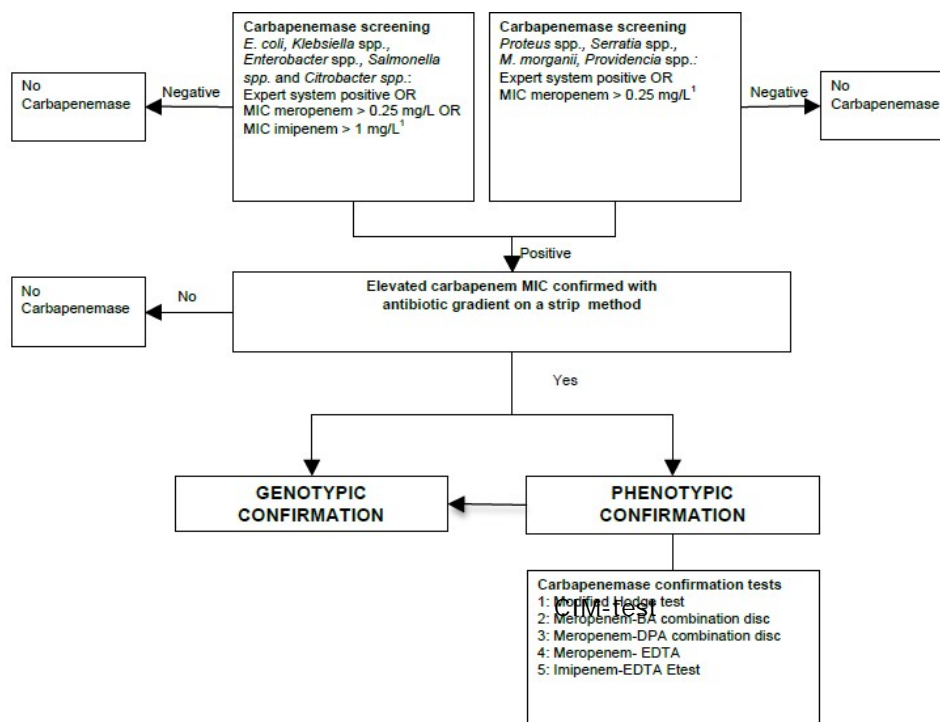 Carbapenemase screening
E. coli, Klebsiella spp.,
Enterobacter spp., Salmonella
spp. and Citrobacter spp.:
Expert system positive OR
MIC meropenem > 0.25 mg/L OR
MIC imipenem > 1 mg/L1
Carbapenemase screening
Proteus spp., Serratia spp.,
M. morganii, Providencia spp.:
Expert system positive OR
MIC meropenem > 0.25 mg/L1
No
Carbapenemase
Negative
Negative
No
Carbapenemase
Positive
Elevated carbapenem MIC confirmed with
antibiotic gradient on a strip method
No
No
Carbapenemase
Yes
GENOTYPIC
CONFIRMATION
PHENOTYPIC
CONFIRMATION
Carbapenemase confirmation tests
1: Modified Hodge test
CIM-test
2: Meropenem-BA combination disc
3: Meropenem-DPA combination disc
4: Meropenem- EDTA
5: Imipenem-EDTA Etest